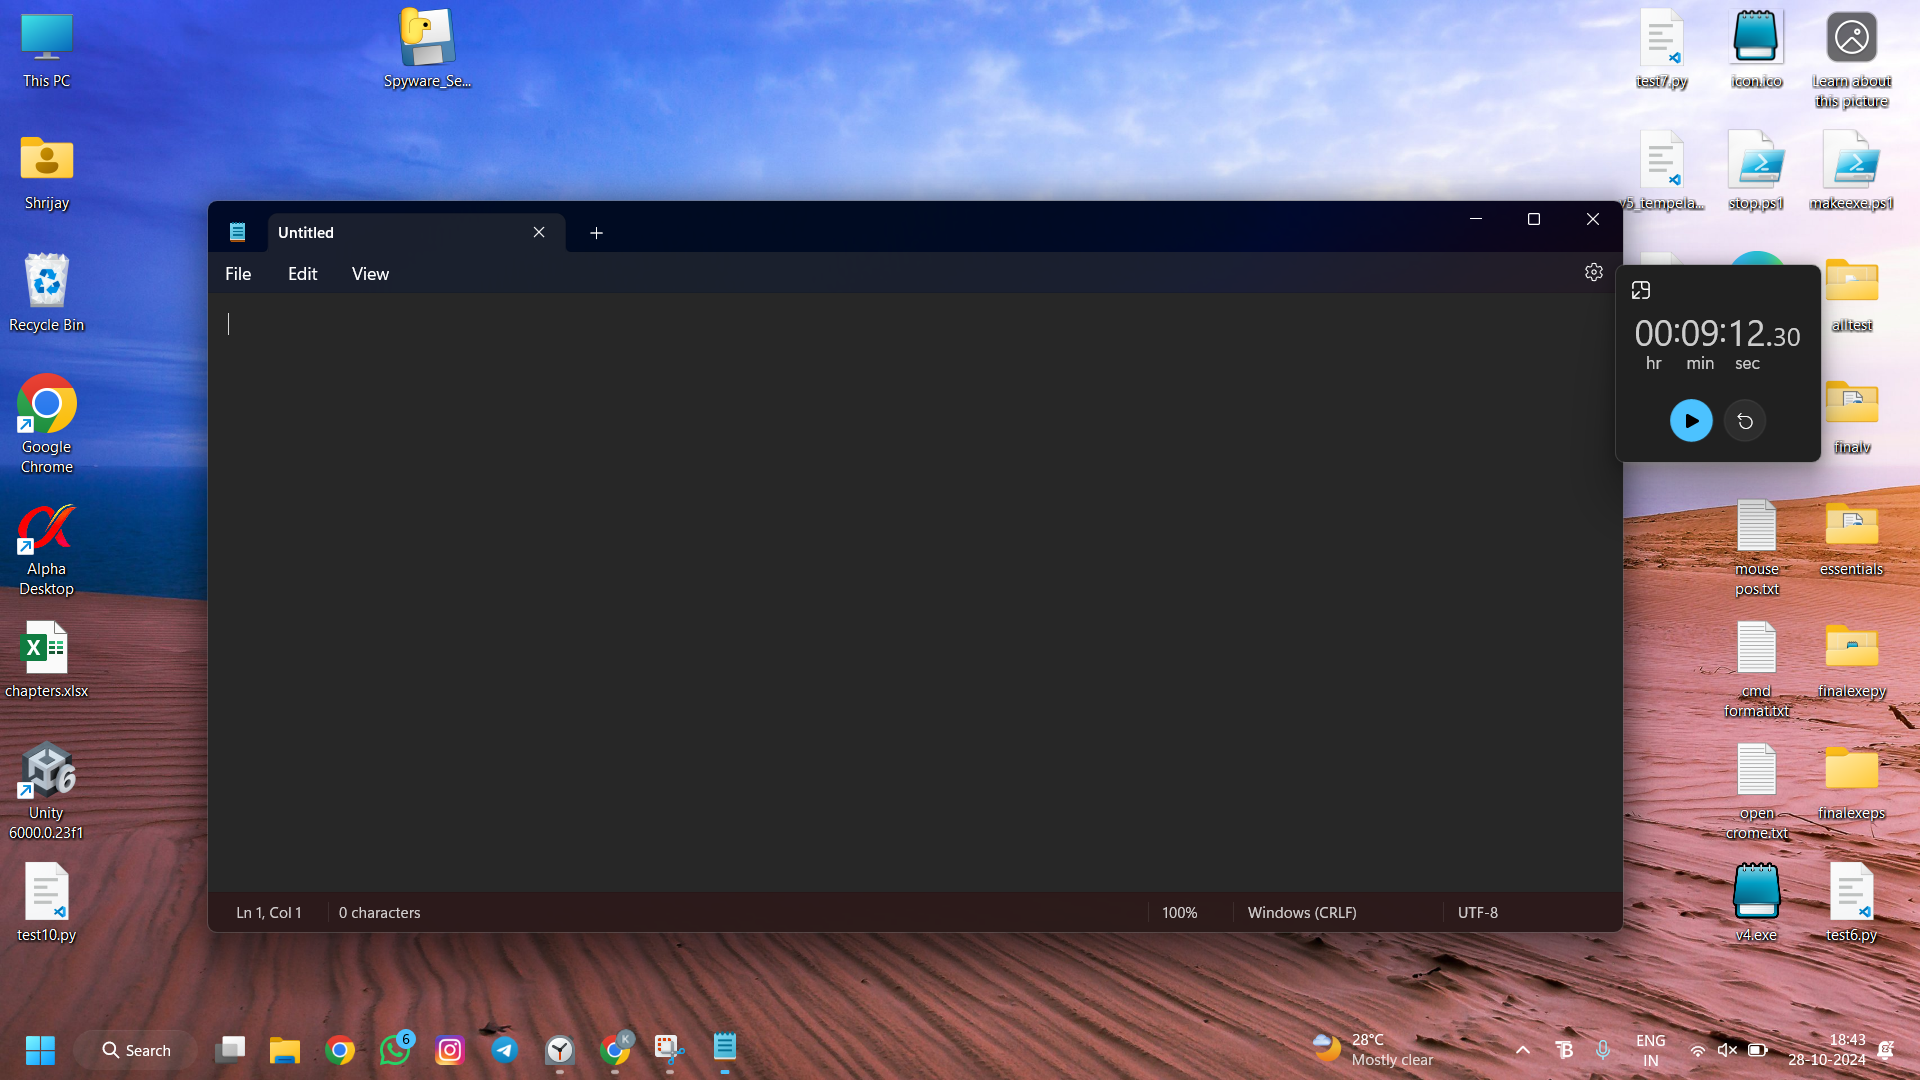 This PC
Spyware_Se...
test7.py
icon.ico
Learn about
this picture
Shrijay
v5_tempela...
stop.ps1
makeexe.ps1
Untitled
File
Edit
View
Recycle Bin
00:09:12.30
hr
min
sec
alltest
Google
Chrome
finalv
Alpha
Desktop
mouse
pos.txt
essentials
chapters.xlsx
cmd
format.txt
finalexepy
Unity
6000.0.23f1
open
crome.txt
finalexeps
test10.py
Ln 1, Col 1
0 characters
100%
Windows (CRLF)
UTF-8
v4.exe
test6.py
Search
6
K
28°C
Mostly clear
ENG
IN
18:43
28-10-2024